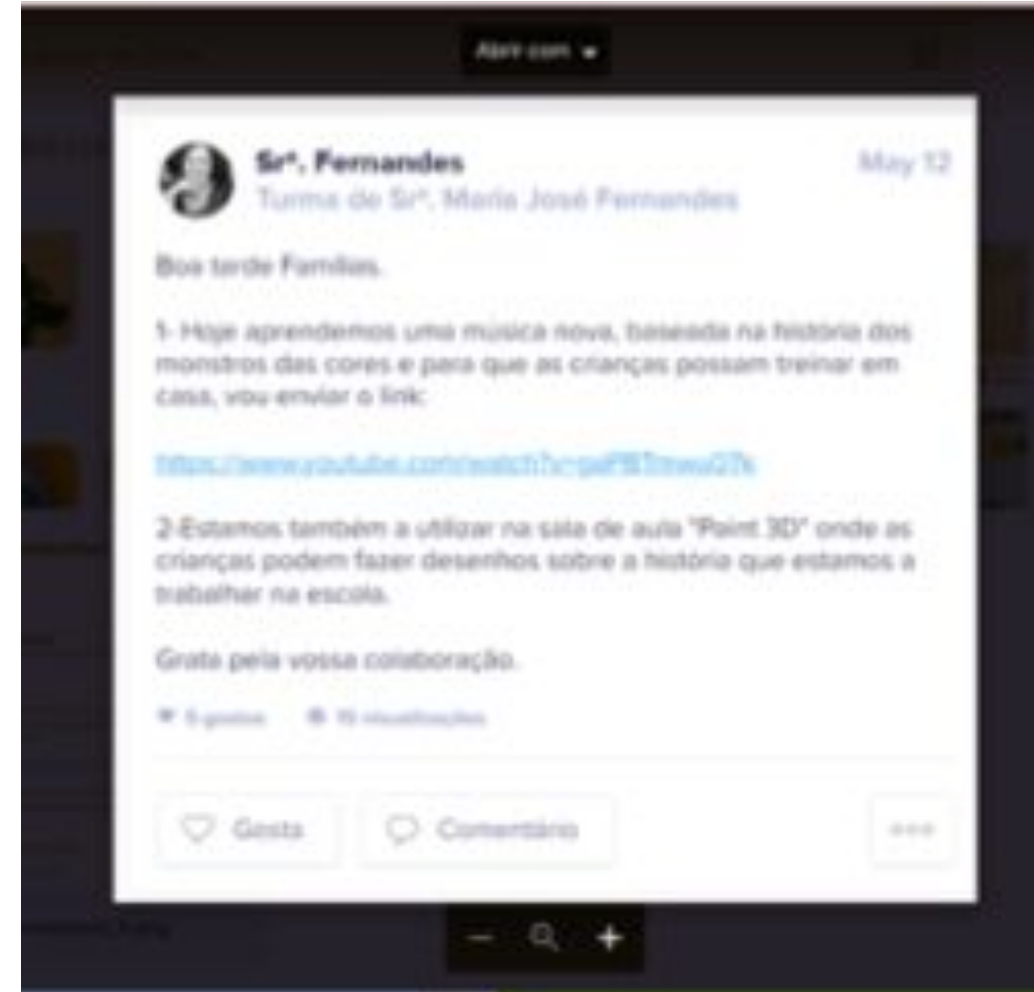 Abrir com
Srª. Fernandes
May 12
Turma de Srª. Maria José Fernandes
Boa tarde Famílias.
1- Hoje aprendemos uma música nova, baseada na história dos
monstros das cores e para que as crianças possam treinar em
casa, vou enviar o link:
2-Estamos também a utilizar na sala de aula "Paint 3D" onde as
crianças podem fazer desenhos sobre a história que estamos a
trabalhar na escola.
Grata pela vossa colaboração.
gostos
visualizações
Gosta
Comentário